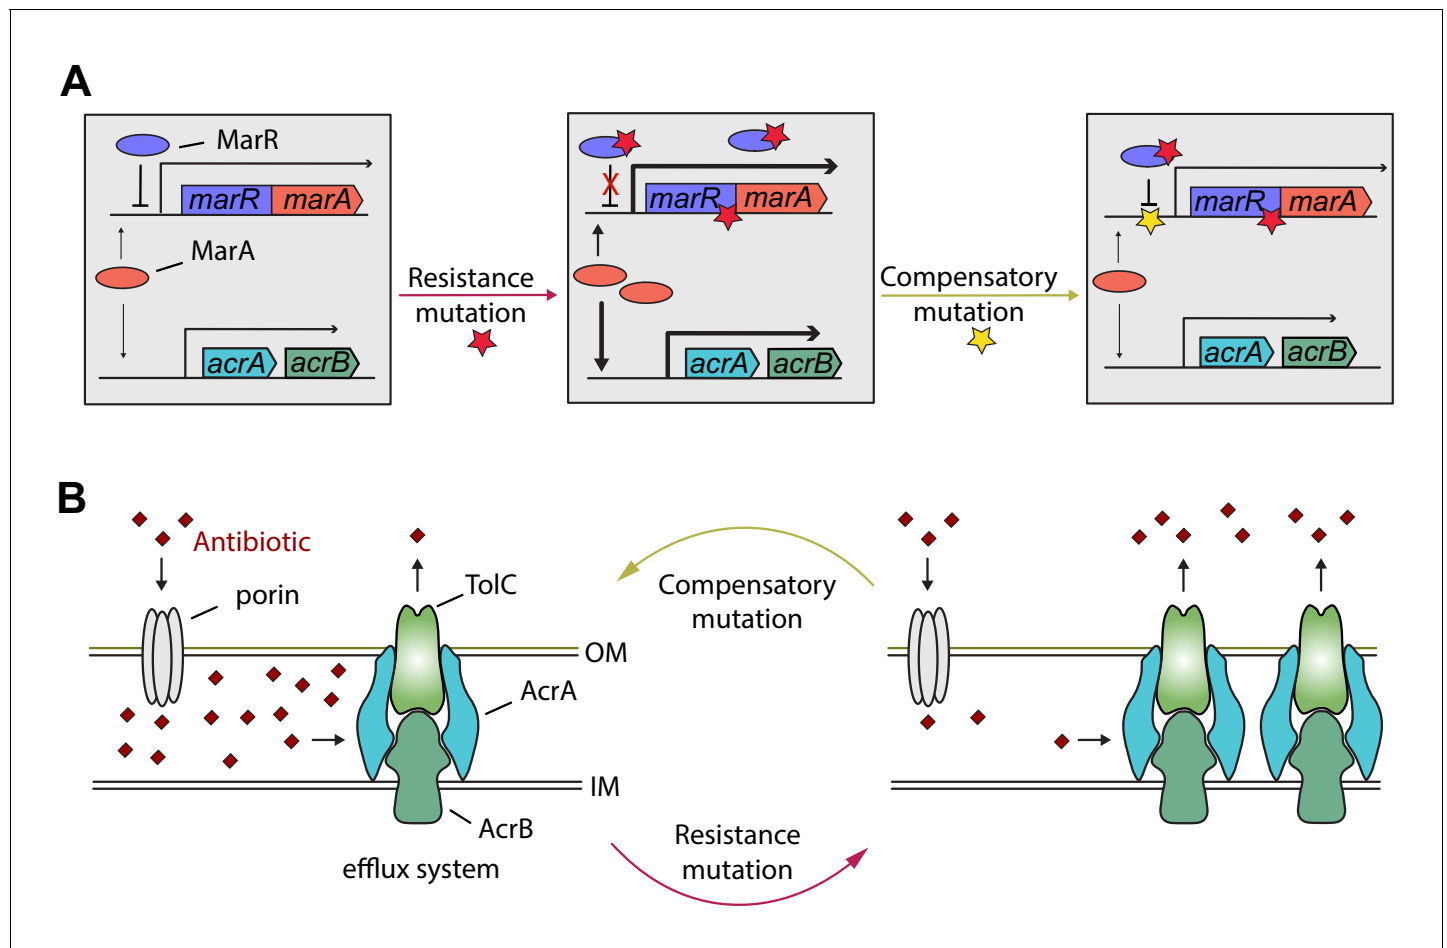 A
MarR
marR marA
MarA
acrA acrB
Resistance
mutation
X
marR marA
acrA acrB
Compensatory
mutation
marR marA
acrA acrB
B
Antibiotic
porin
TolC
OM
AcrA
IM
AcrB
efflux system
Compensatory
mutation
Resistance
mutation